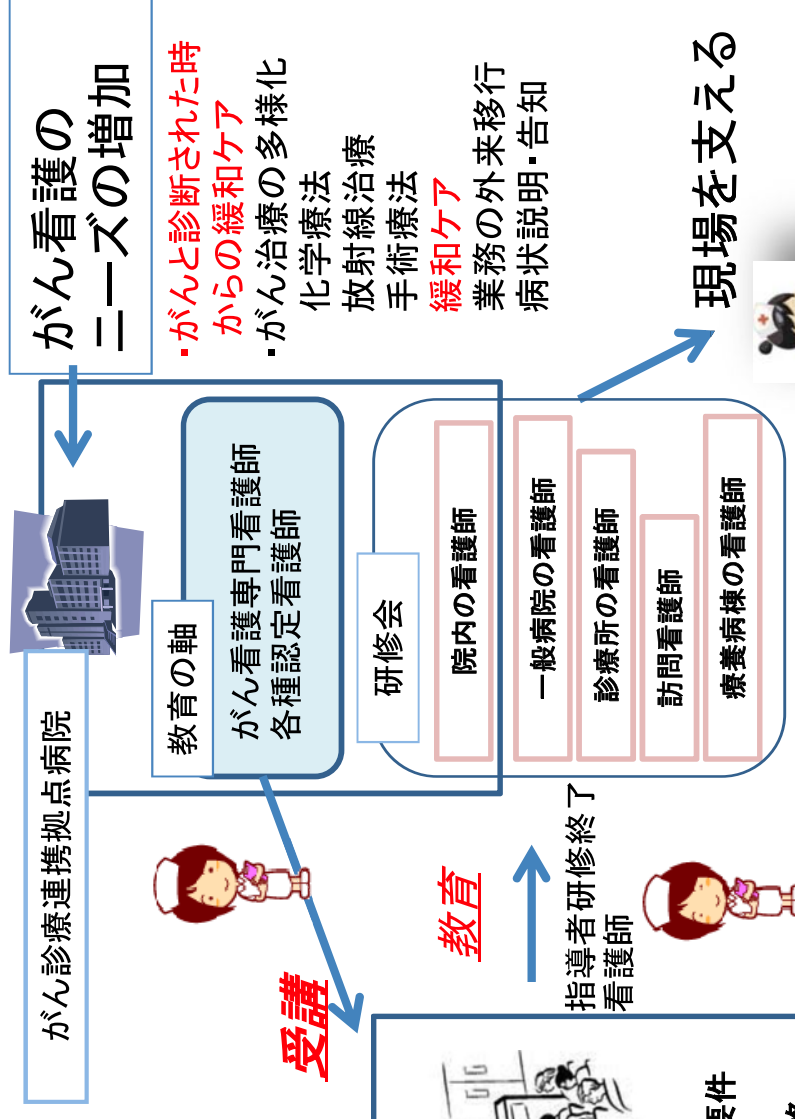 がん看護の
ニーズの増加
・がんと診断された時
からの緩和ケア
・がん治療の多様化
化学療法
放射線治療
手術療法
緩和ケア
業務の外来移行
病状説明・告知
現場を支える
がん診療連携拠点病院
教育の軸
がん看護専門看護師
各種認定看護師
研修会
院内の看護師
一般病院の看護師
診療所の看護師
訪問看護師
療養病棟の看護師
受講
教育
指導者研修終了
看護師
要件